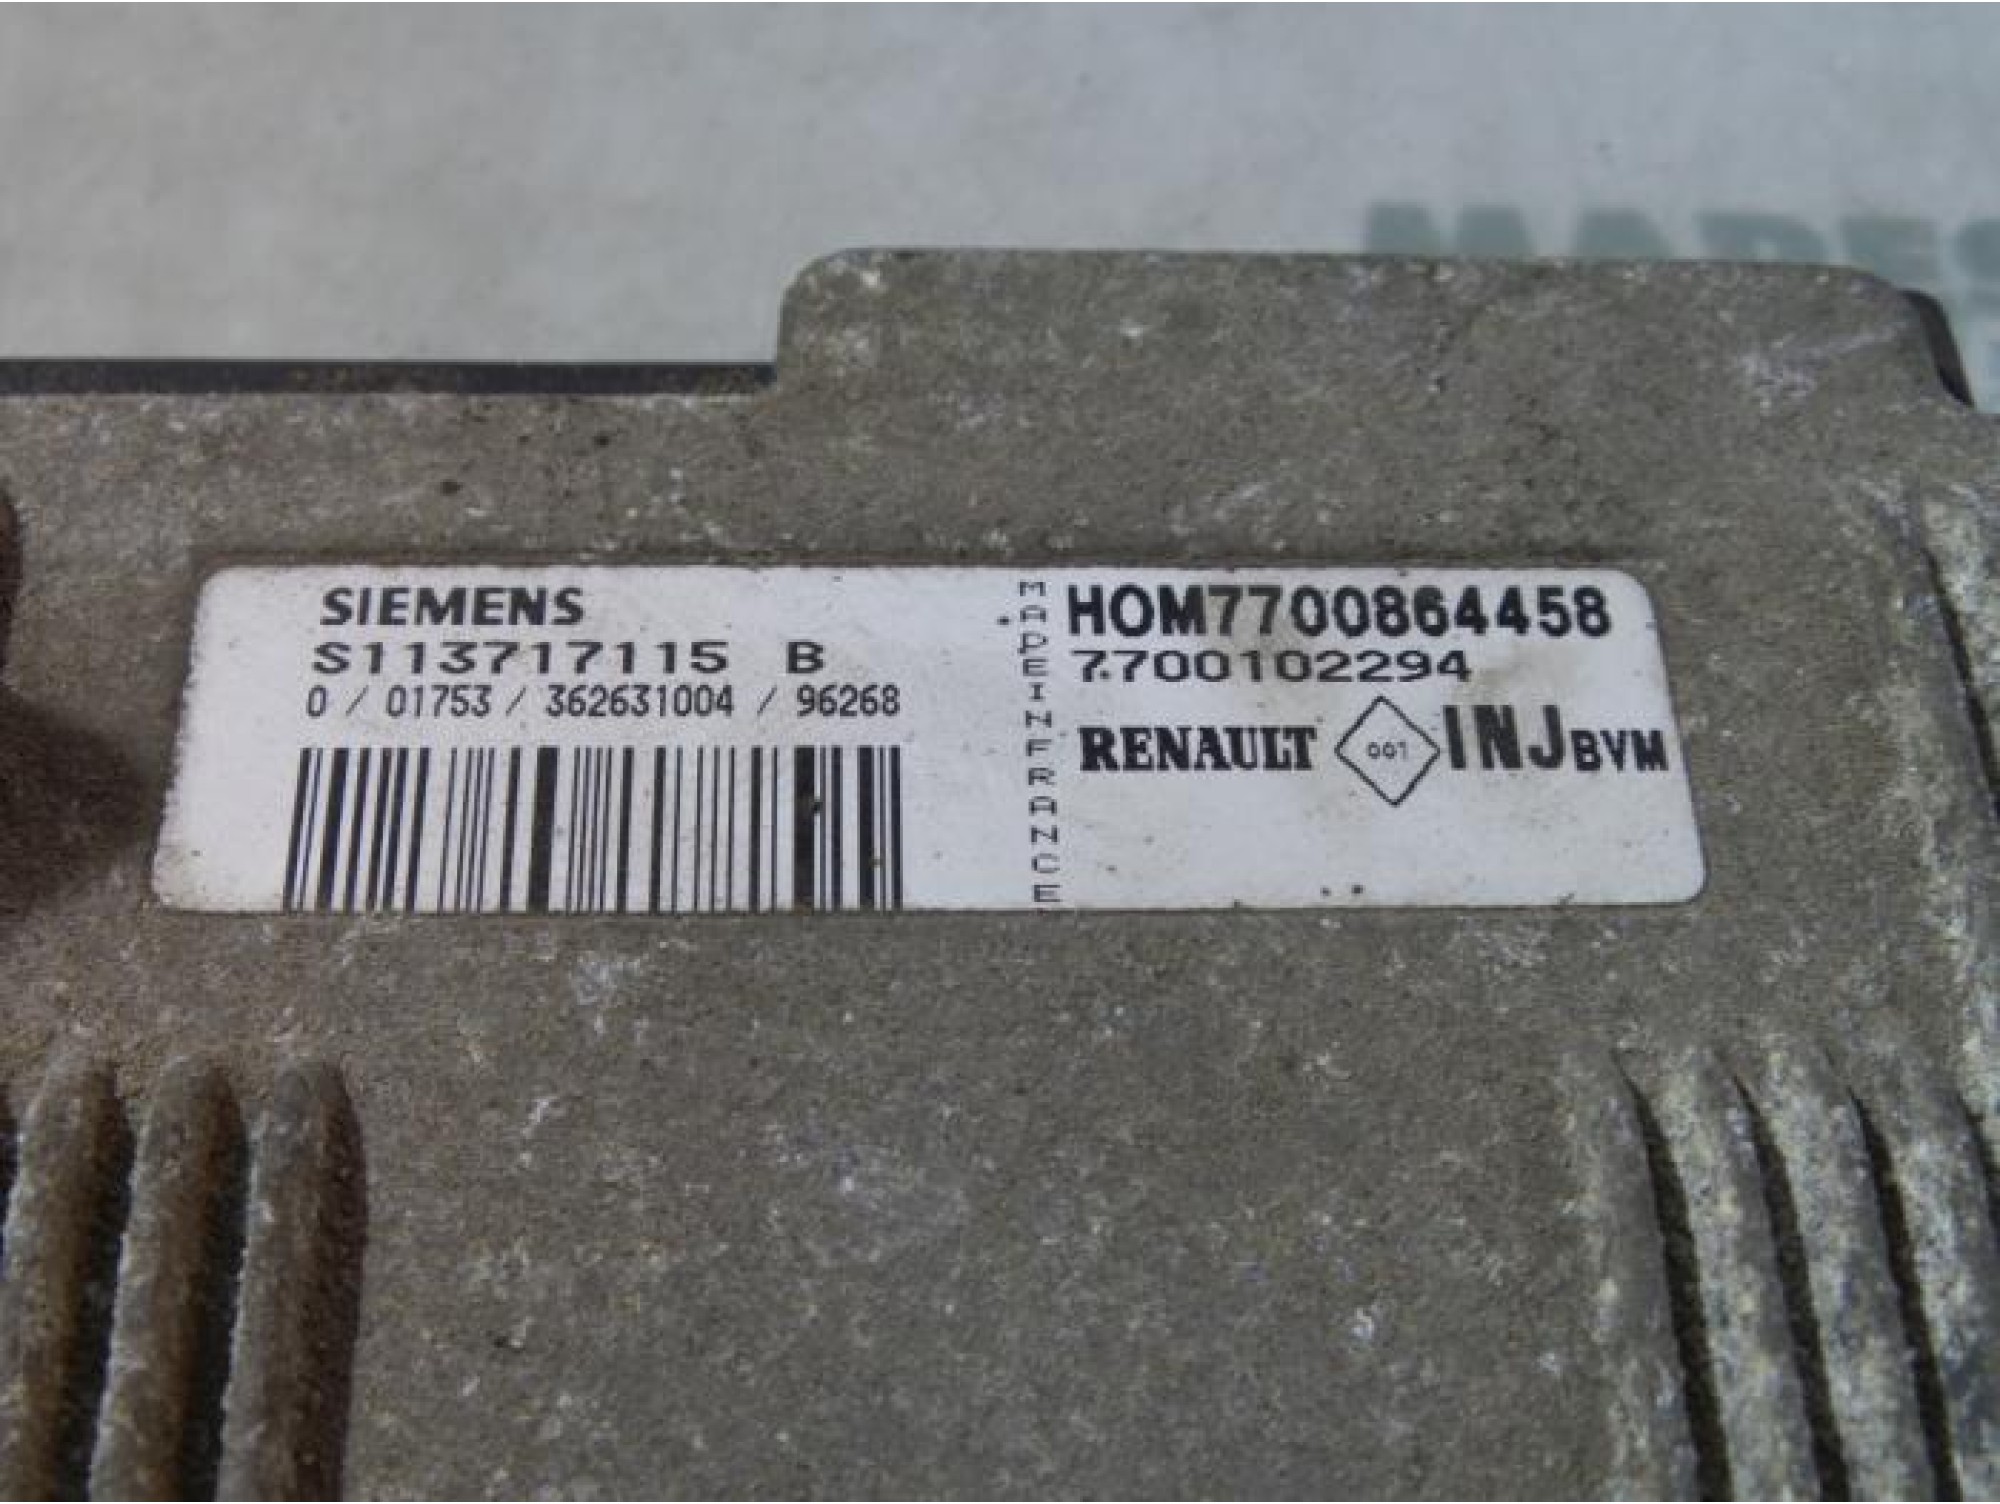 SIEMENS
S113717115 B
0 / 01753 / 362631004 / 96268
MADE IN FRANCE
HOM7700864458
7700102294
RENAULT 001 INJ BVM